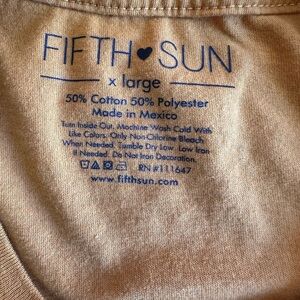 FIFTH♥SUN
x large
50% Cotton 50% Polyester
Made in Mexico
Turn Inside Out. Machine Wash Cold With
Like Colors. Only Non-Chlorine Bleach
When Needed. Tumble Dry Low. Low Iron
If Needed. Do Not Iron Decoration.
RN #111647
www.fifthsun.com